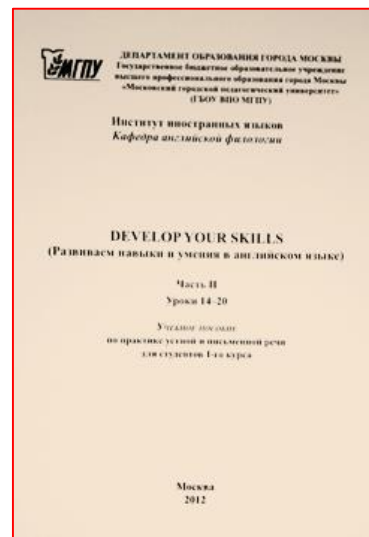 МГПУ
ДЕПАРТАМЕНТ ОБРАЗОВАНИЯ ГОРОДА МОСКВЫ
Государственное бюджетное образовательное учреждение
высшего профессионального образования города Москвы
«Московский городской педагогический университет»
(ГБОУ ВПО МГПУ)
Институт иностранных языков
Кафедра английской филологии
DEVELOP YOUR SKILLS
(Развиваем навыки и умения в английском языке)
Часть II
Уроки 14-20
Учебное пособие
по практике устной и письменной речи
для студентов I-го курса
Москва
2012